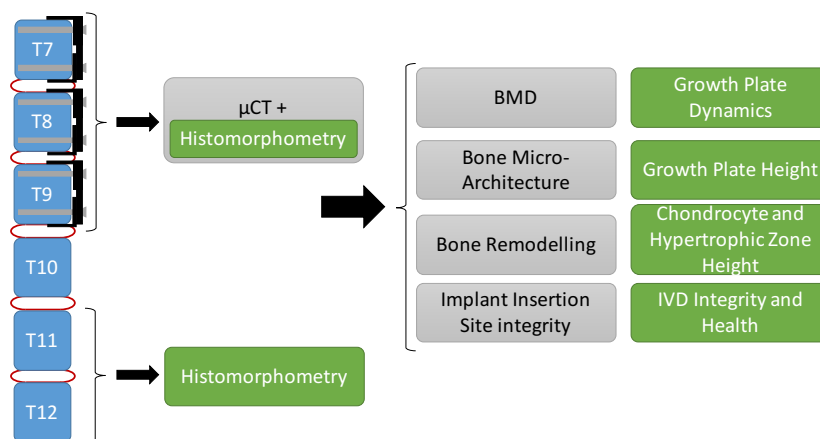 T7
T8
T9
T10
T11
T12
µCT +
Histomorphometry
Histomorphometry
BMD
Bone Micro-
Architecture
Bone Remodelling
Implant Insertion
Site integrity
Growth Plate
Dynamics
Growth Plate Height
Chondrocyte and
Hypertrophic Zone
Height
IVD Integrity and
Health